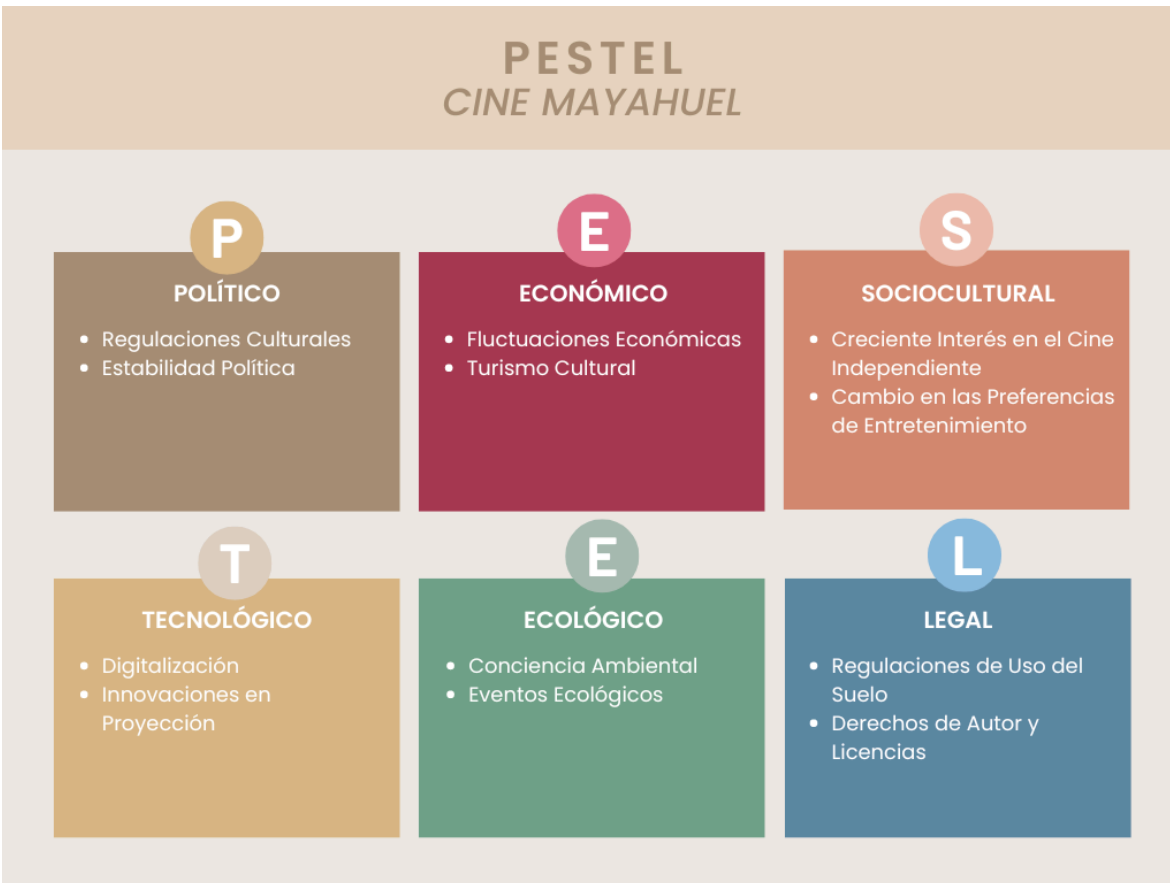 PESTEL
CINE MAYAHUEL
P
POLÍTICO
• Regulaciones Culturales
• Estabilidad Política
E
ECONÓMICO
• Fluctuaciones Económicas
• Turismo Cultural
S
SOCIOCULTURAL
• Creciente Interés en el Cine
Independiente
• Cambio en las Preferencias
de Entretenimiento
T
TECNOLÓGICO
• Digitalización
• Innovaciones en
Proyección
E
ECOLÓGICO
• Conciencia Ambiental
• Eventos Ecológicos
L
LEGAL
• Regulaciones de Uso del
Suelo
• Derechos de Autor y
Licencias